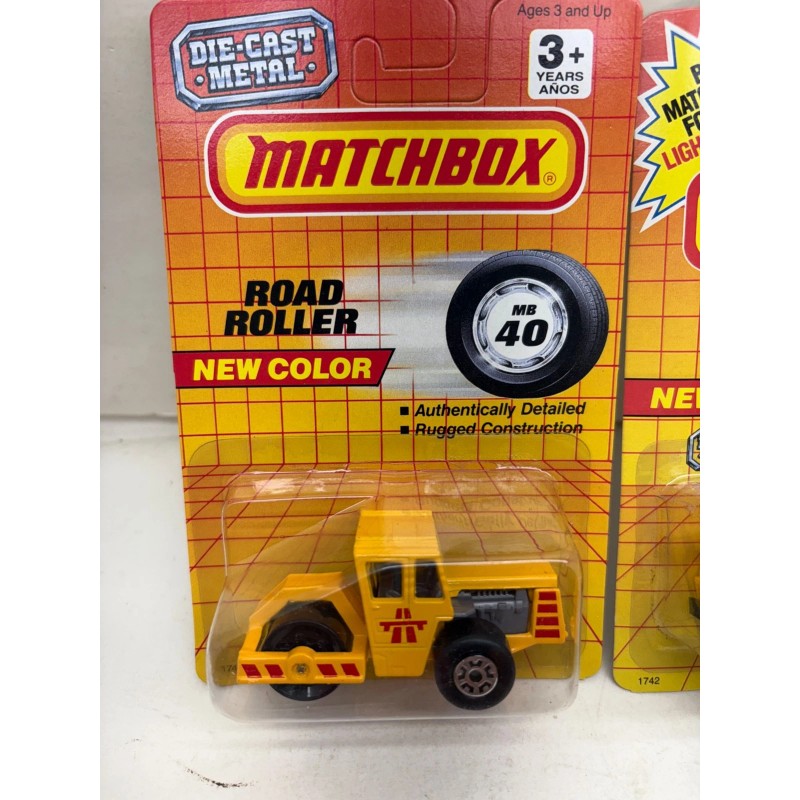 DIE-CAST
METAL
Ages 3 and Up
3+
YEARS
AÑOS
MATCHBOX®
ROAD
ROLLER
MB
40
NEW COLOR
■ Authentically Detailed
■ Rugged Construction
1742